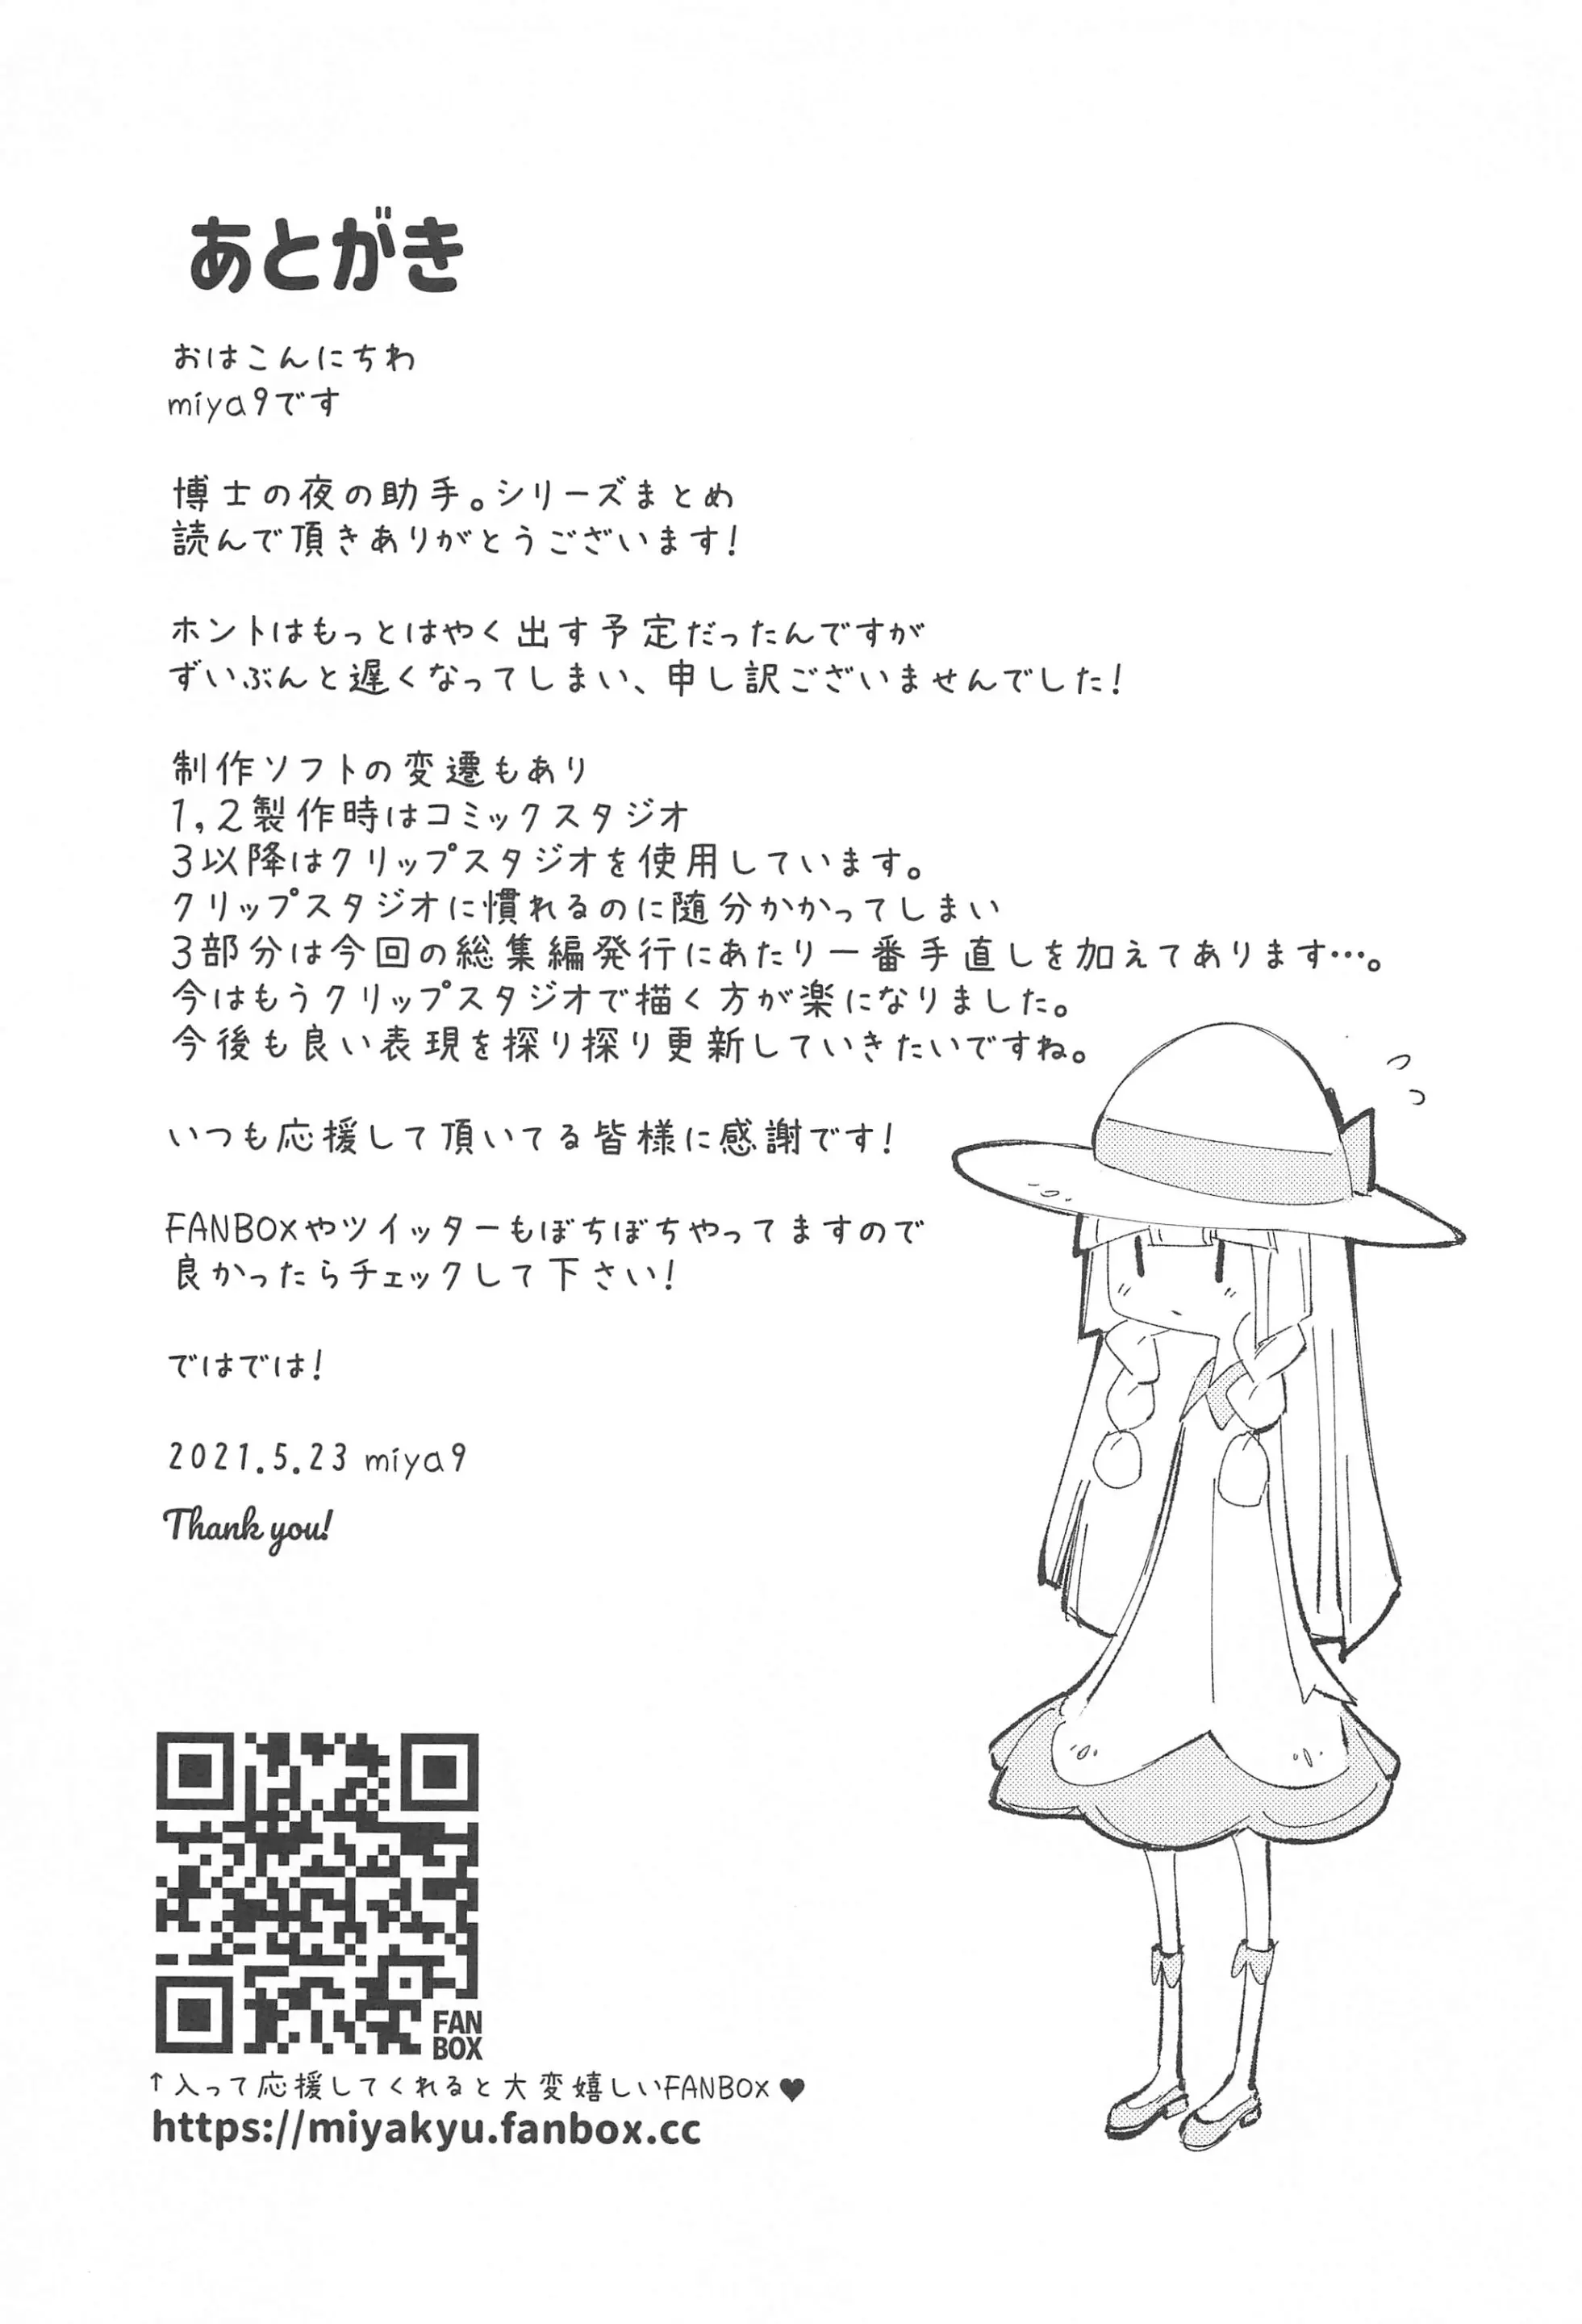 あとがき
おはこんにちわ
miya9です
博士の夜の助手。シリーズまとめ
読んで頂きありがとうございます!
ホントはもっとはやく出す予定だったんですが
ずいぶんと遅くなってしまい、申し訳ございませんでした!
制作ソフトの変遷もあり
1,2製作時はコミックスタジオ
3以降はクリップスタジオを使用しています。
クリップスタジオに慣れるのに随分かかってしまい
3部分は今回の総集編発行にあたり一番手直しを加えてあります…。
今はもうクリップスタジオで描く方が楽になりました。
今後も良い表現を探り探り更新していきたいですね。
いつも応援して頂いてる皆様に感謝です!
FANBOXやツイッターもぼちぼちやってますので
良かったらチェックして下さい!
ではでは!
2021.5.23 miya9
Thank you!
FAN
BOX
↑入って応援してくれると大変嬉しいFANBOX♥
https://miyakyu.fanbox.cc